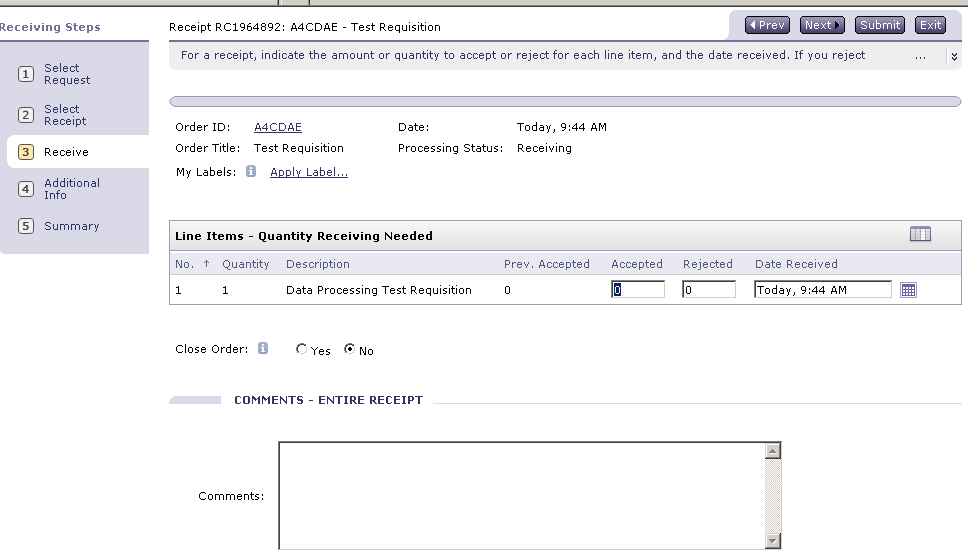 Receiving Steps
1 Select Request
2 Select Receipt
3 Receive
4 Additional Info
5 Summary
Receipt RC1964892: A4CDAE - Test Requisition
Prev Next Submit Exit
For a receipt, indicate the amount or quantity to accept or reject for each line item, and the date received. If you reject ...
Order ID: A4CDAE Date: Today, 9:44 AM
Order Title: Test Requisition Processing Status: Receiving
My Labels: i Apply Label...
Line Items - Quantity Receiving Needed
No. ↑ Quantity Description Prev. Accepted Accepted Rejected Date Received
1 1 Data Processing Test Requisition 0 0 0 Today, 9:44 AM
Close Order: i Yes No
COMMENTS - ENTIRE RECEIPT
Comments: